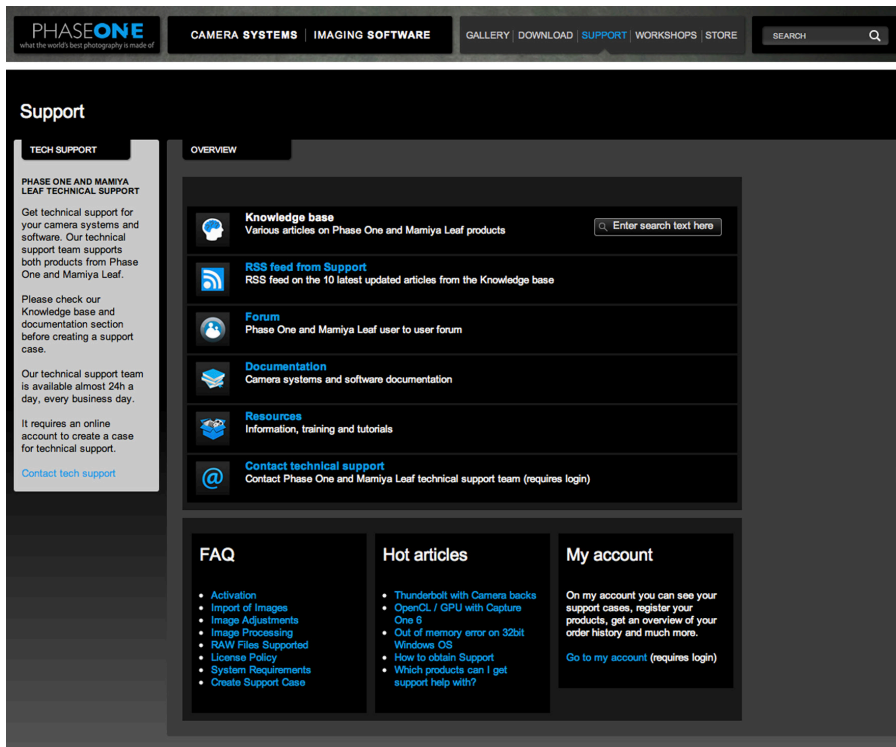 PHASEONE
what the world's best photography is made of
CAMERA SYSTEMS | IMAGING SOFTWARE
GALLERY | DOWNLOAD | SUPPORT | WORKSHOPS | STORE
SEARCH
Support
TECH SUPPORT
PHASE ONE AND MAMIYA
LEAF TECHNICAL SUPPORT
Get technical support for
your camera systems and
software. Our technical
support team supports
both products from Phase
One and Mamiya Leaf.
Please check our
Knowledge base and
documentation section
before creating a support
case.
Our technical support team
is available almost 24h a
day, every business day.
It requires an online
account to create a case
for technical support.
Contact tech support
OVERVIEW
Knowledge base
Various articles on Phase One and Mamiya Leaf products
Enter search text here
RSS feed from Support
RSS feed on the 10 latest updated articles from the Knowledge base
Forum
Phase One and Mamiya Leaf user to user forum
Documentation
Camera systems and software documentation
Resources
Information, training and tutorials
@
Contact technical support
Contact Phase One and Mamiya Leaf technical support team (requires login)
FAQ
• Activation
• Import of Images
• Image Adjustments
• Image Processing
• RAW Files Supported
• License Policy
• System Requirements
• Create Support Case
Hot articles
• Thunderbolt with Camera backs
• OpenCL / GPU with Capture
One 6
• Out of memory error on 32bit
Windows OS
• How to obtain Support
• Which products can I get
support help with?
My account
On my account you can see your
support cases, register your
products, get an overview of your
order history and much more.
Go to my account (requires login)